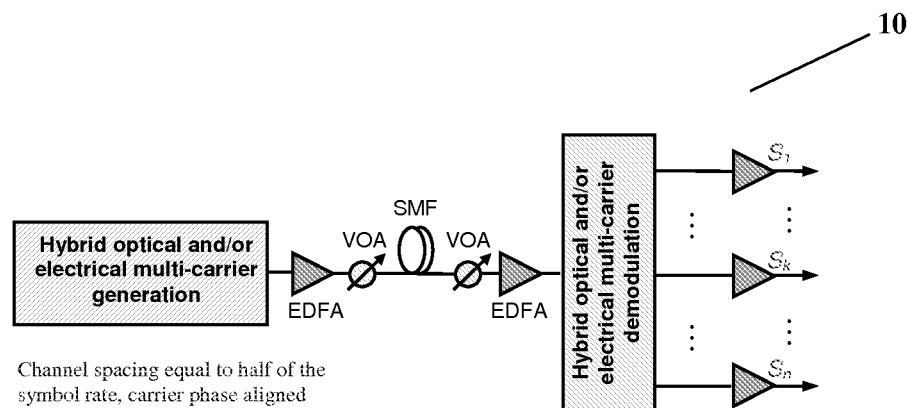 10
Hybrid optical and/or
electrical multi-carrier
generation
EDFA
VOA
SMF
VOA
EDFA
Hybrid optical and/or
electrical multi-carrier
demodulation
S1
Sk
Sn
Channel spacing equal to half of the
symbol rate, carrier phase aligned